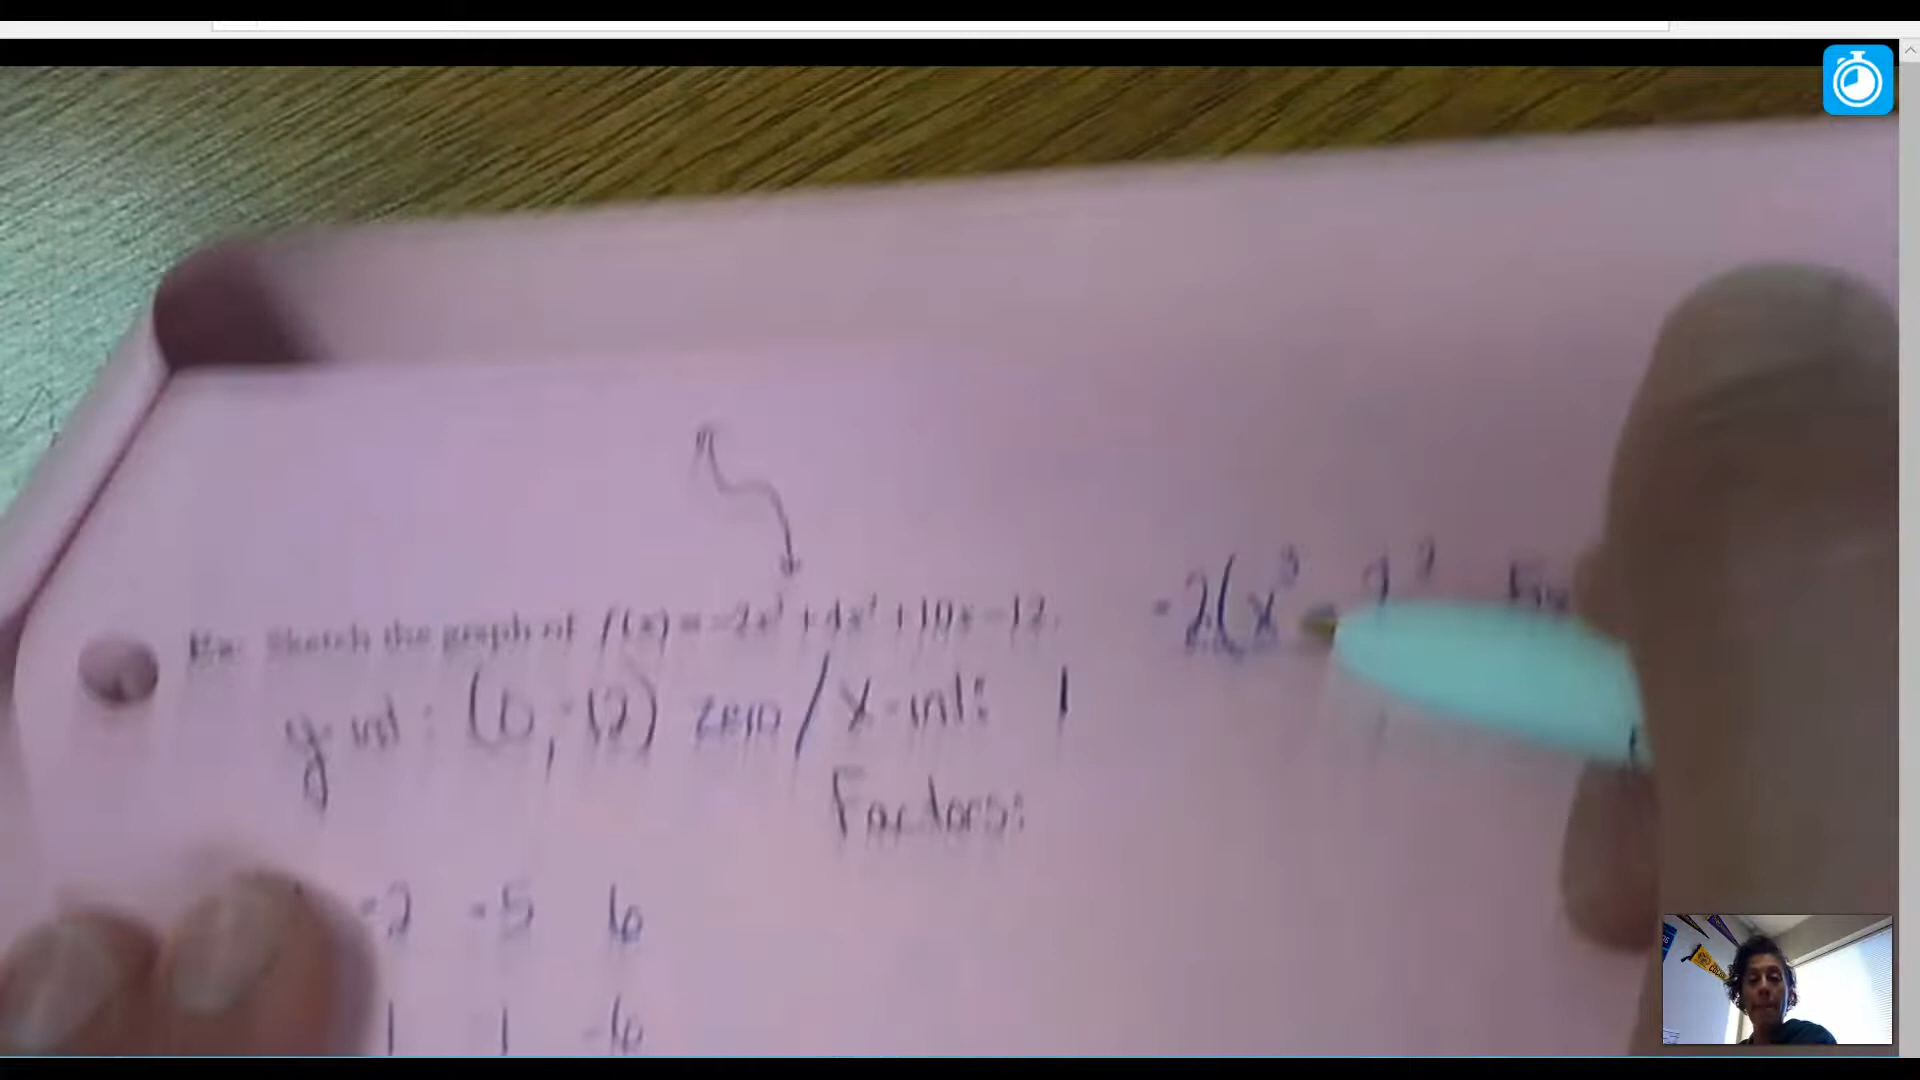 Ex: Sketch the graph of f(x) = -2x³ + 4x² + 10x - 12.
-2(x³ -
y-int: (0, -12) zero / x-int: 1
Factors:
-2 -5 6
1 1 -6